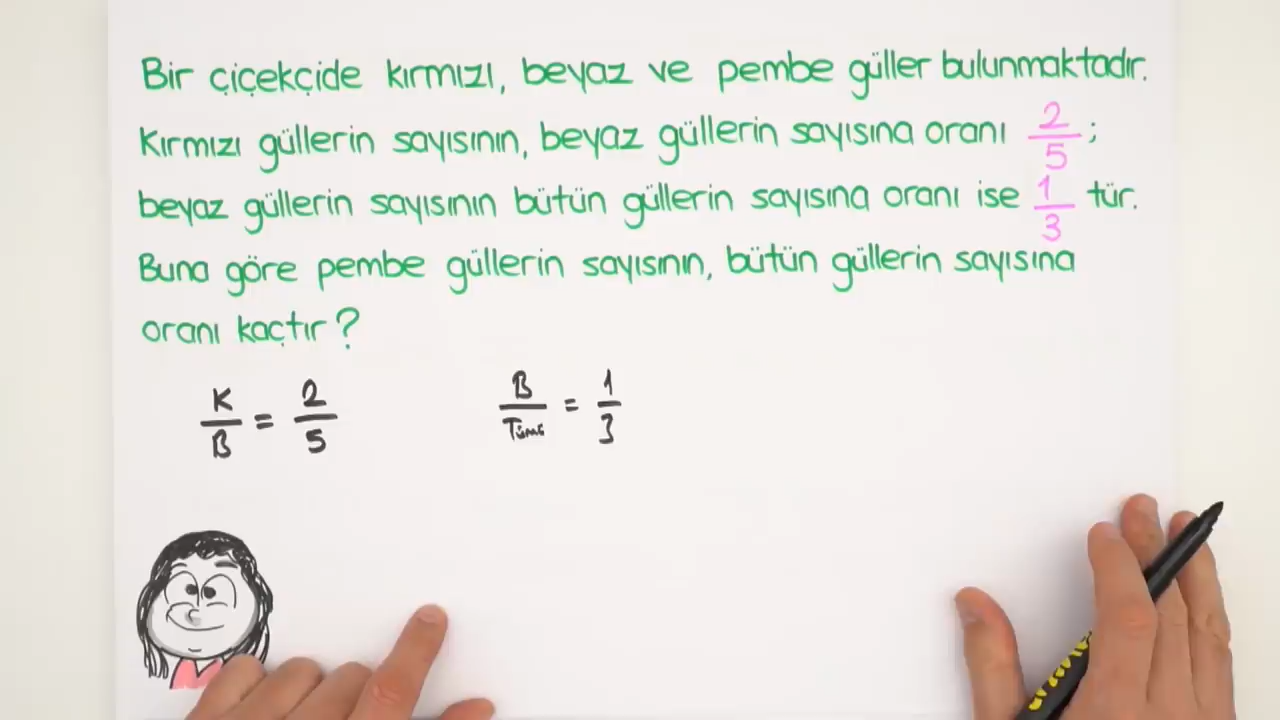 Bir çiçekçide kırmızı, beyaz ve pembe güller bulunmaktadır.
Kırmızı güllerin sayısının, beyaz güllerin sayısına oranı 2/5;
beyaz güllerin sayısının bütün güllerin sayısına oranı ise 1/3 tür.
Buna göre pembe güllerin sayısının, bütün güllerin sayısına
oranı kaçtır?
K/B = 2/5
B/Tümü = 1/3